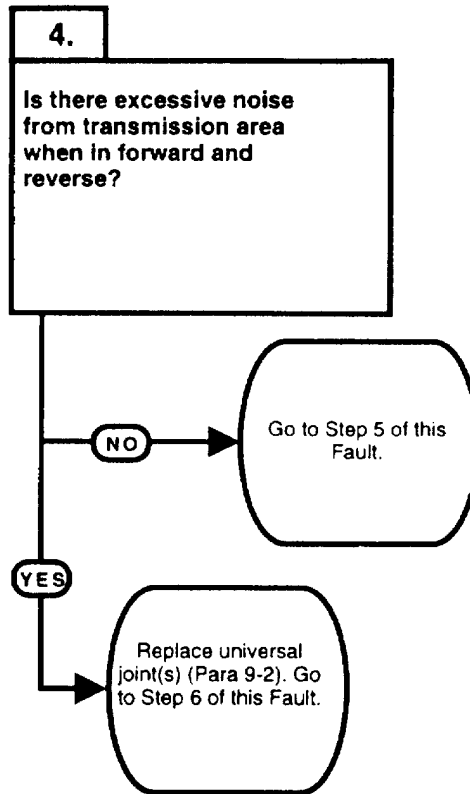 4.
Is there excessive noise
from transmission area
when in forward and
reverse?
NO
Go to Step 5 of this
Fault.
YES
Replace universal
joint(s) (Para 9-2). Go
to Step 6 of this Fault.